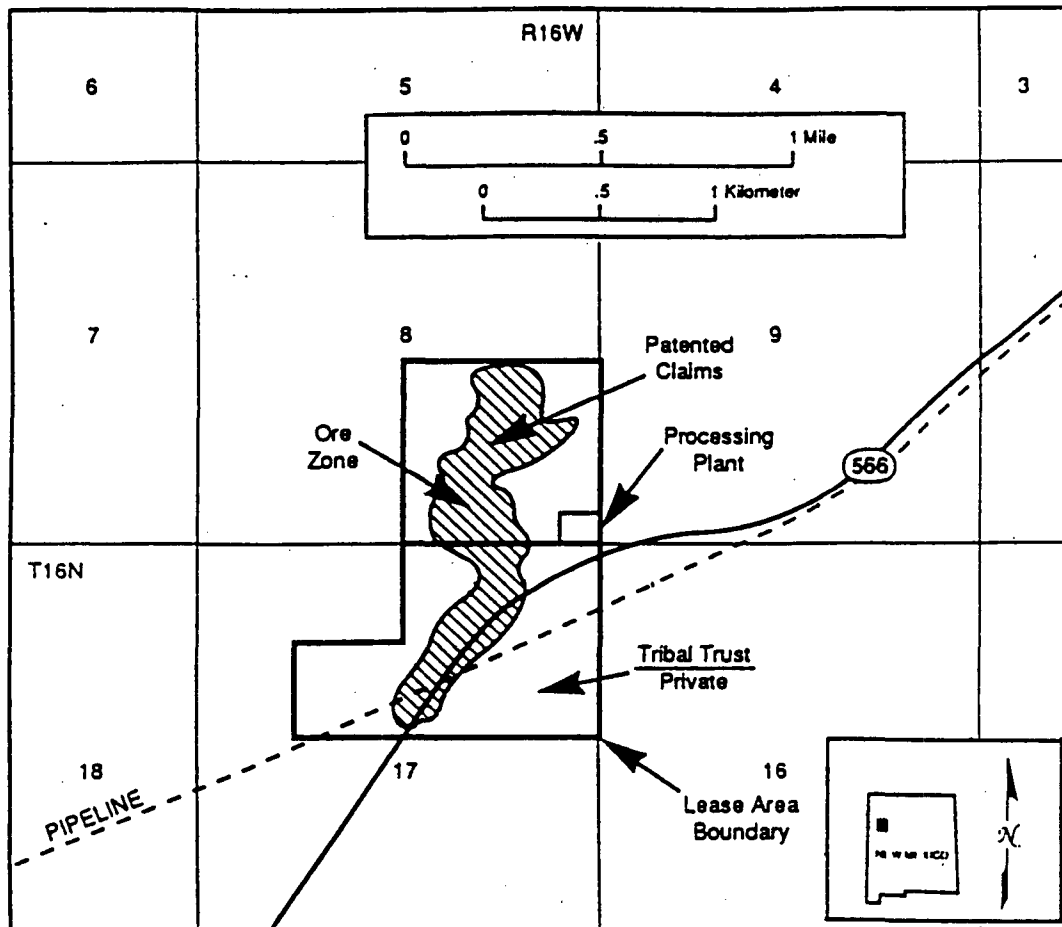 R16W
6
5
4
3
0 .5 1 Mile
0 .5 1 Kilometer
7
8
9
Patented
Claims
Ore
Zone
Processing
Plant
566
T16N
Tribal Trust
Private
18
17
16
PIPELINE
Lease Area
Boundary
N